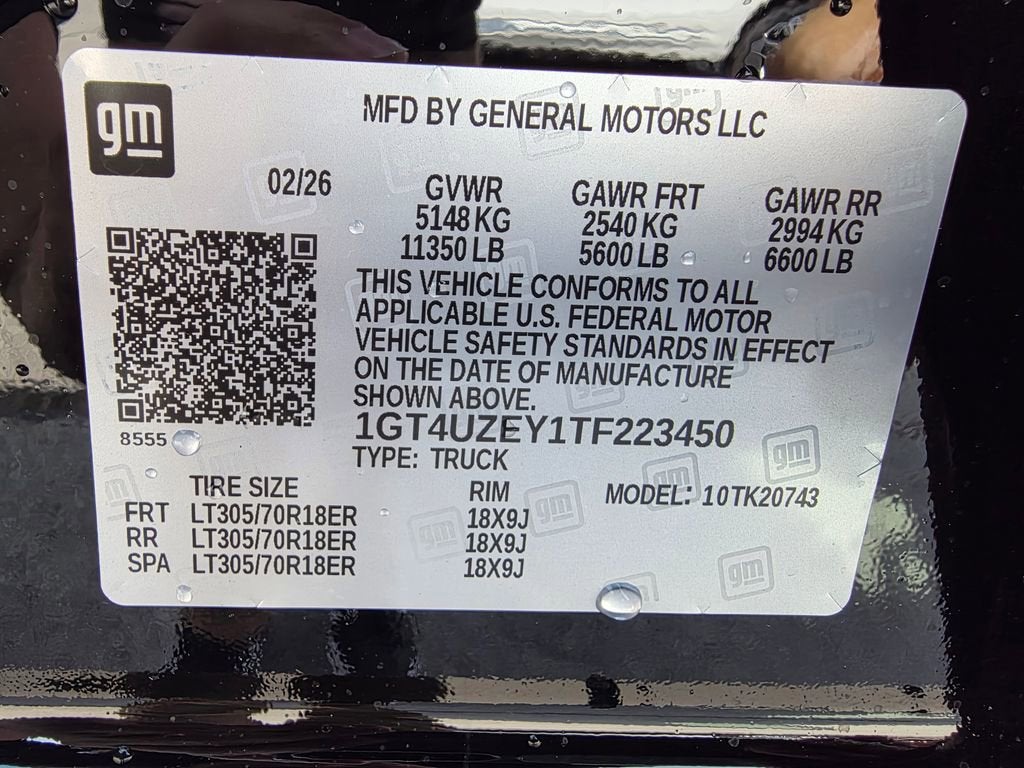 gm
MFD BY GENERAL MOTORS LLC
02/26 GVWR GAWR FRT GAWR RR
5148 KG 2540 KG 2994 KG
11350 LB 5600 LB 6600 LB
THIS VEHICLE CONFORMS TO ALL
APPLICABLE U.S. FEDERAL MOTOR
VEHICLE SAFETY STANDARDS IN EFFECT
ON THE DATE OF MANUFACTURE
SHOWN ABOVE.
8555
1GT4UZEY1TF223450
TYPE: TRUCK
TIRE SIZE RIM MODEL: 10TK20743
FRT LT305/70R18ER 18X9J
RR LT305/70R18ER 18X9J
SPA LT305/70R18ER 18X9J